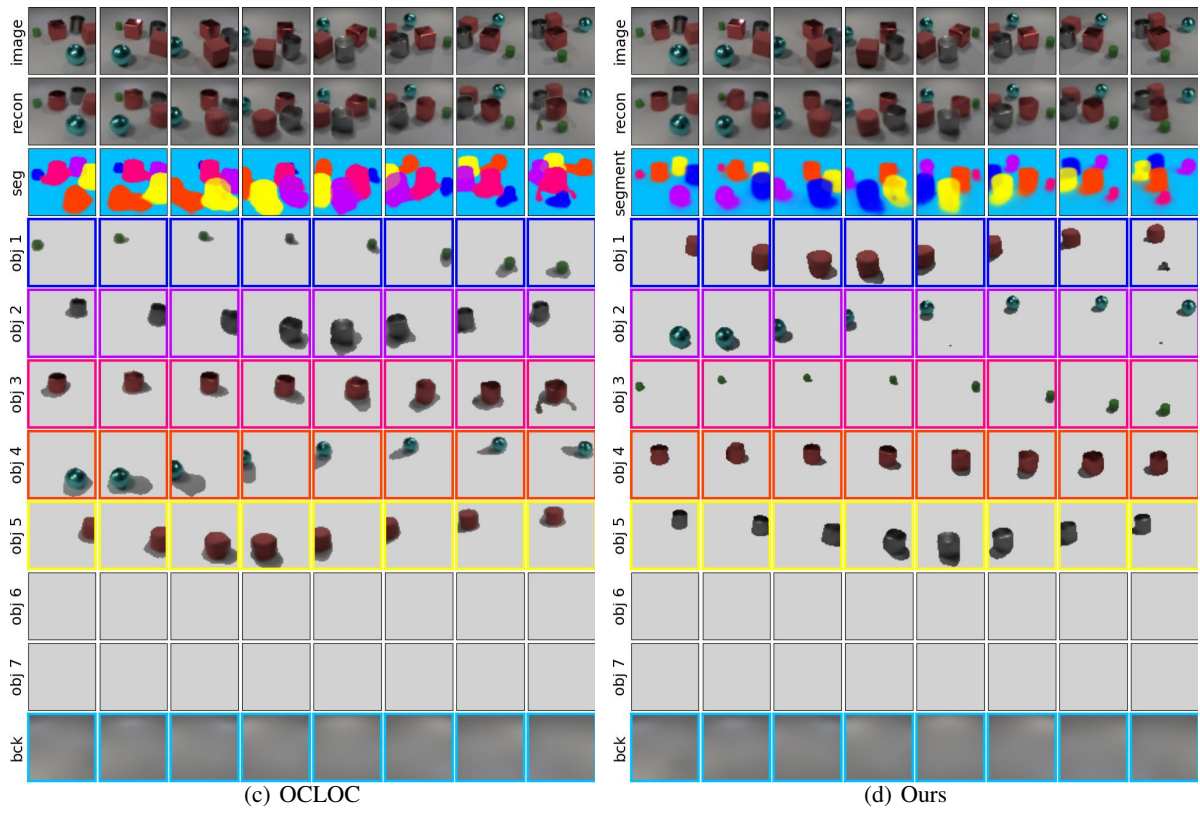 image
recon
seg
obj 1
obj 2
obj 3
obj 4
obj 5
obj 6
obj 7
bck
(c) OCLOC
image
recon
segment
obj 1
obj 2
obj 3
obj 4
obj 5
obj 6
obj 7
bck
(d) Ours